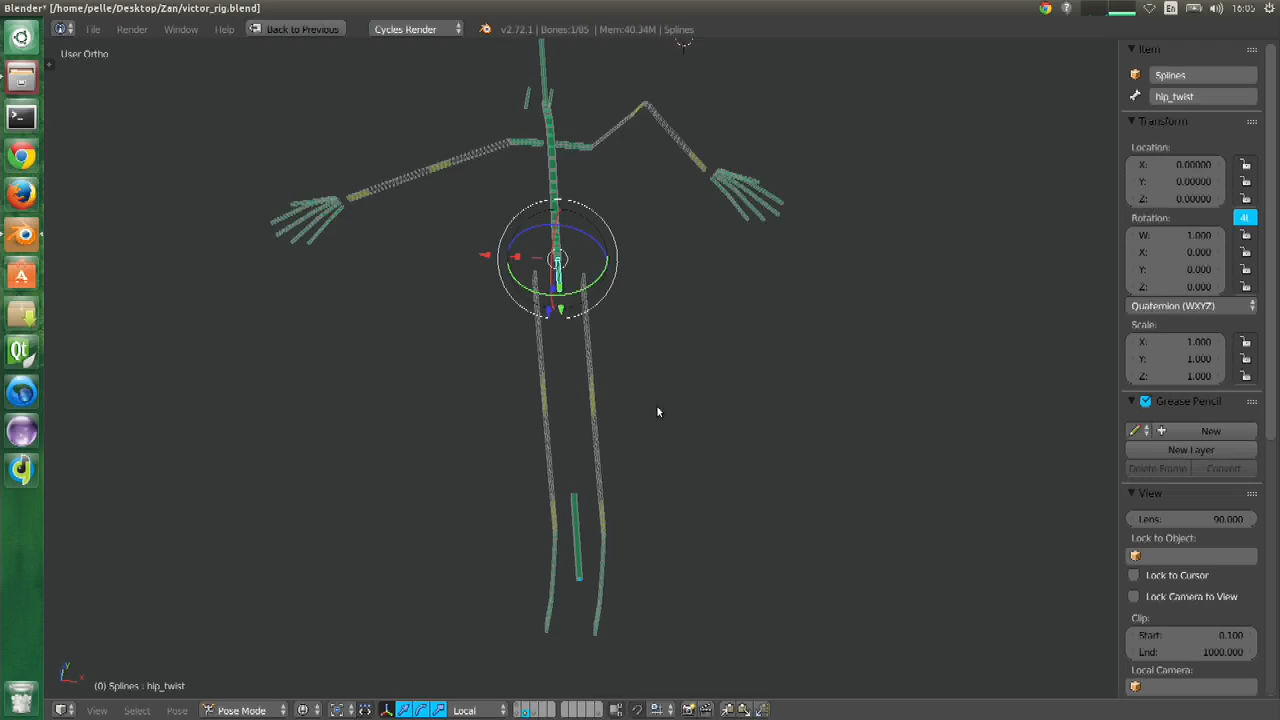 Blender* [/home/pelle/Desktop/Zan/victor_rig.blend]
En
16:05
File Render Window Help Back to Previous Cycles Render v2.72.1 | Bones:1/85 | Mem:40.34M | Splines
User Ortho
Item
Splines
hip_twist
Transform
Location:
X: 0.00000
Y: 0.00000
Z: 0.00000
Rotation: 4L
W: 1.000
X: 0.000
Y: 0.000
Z: 0.000
Quaternion (WXYZ)
Scale:
X: 1.000
Y: 1.000
Z: 1.000
Grease Pencil
New
New Layer
Delete Frame Convert
View
Lens: 90.000
Lock to Object:
Lock to Cursor
Lock Camera to View
Clip:
Start: 0.100
End: 1000.000
Local Camera:
Qt
y
x
(0) Splines : hip_twist
View Select Pose Pose Mode Local